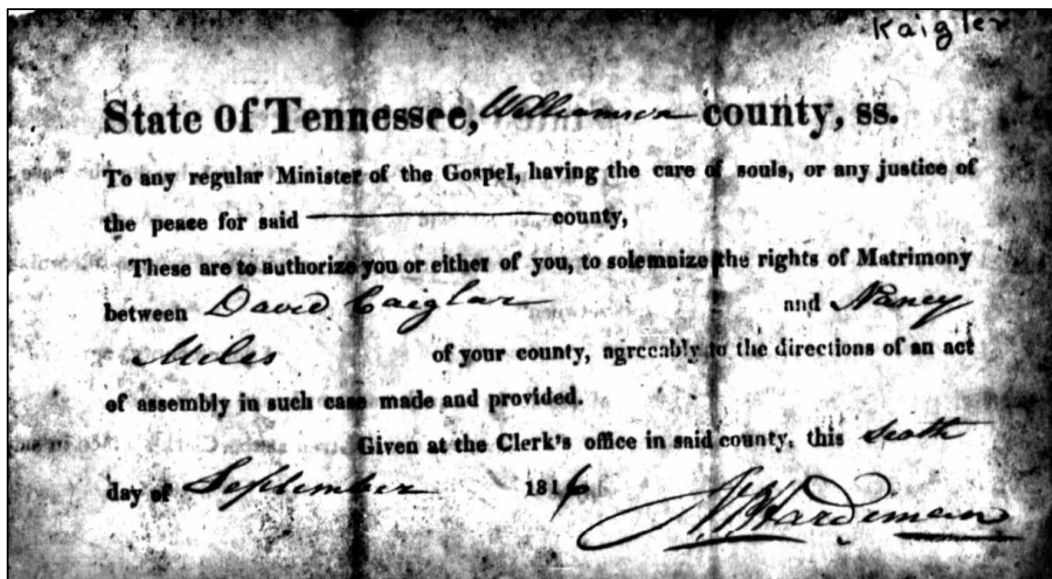 Kaigler
State of Tennessee, Williamson county, ss.
To any regular Minister of the Gospel, having the care of souls, or any justice of
the peace for said county,
These are to authorize you or either of you, to solemnize the rights of Matrimony
between David Caiglar and Nancy
Miles of your county, agreeably to the directions of an act
of assembly in such case made and provided.
Given at the Clerk's office in said county, this
day of September 1816
N P Hardeman